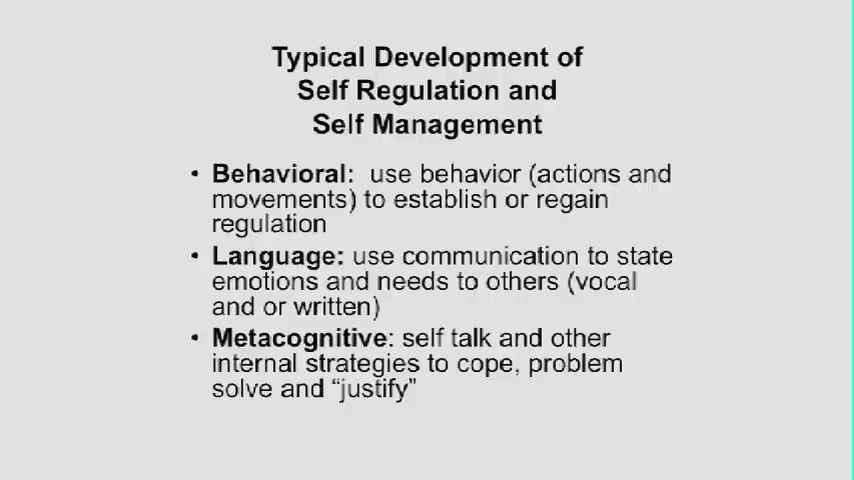 Typical Development of
Self Regulation and
Self Management
• Behavioral:  use behavior (actions and
movements) to establish or regain
regulation
• Language: use communication to state
emotions and needs to others (vocal
and or written)
• Metacognitive: self talk and other
internal strategies to cope, problem
solve and “justify”